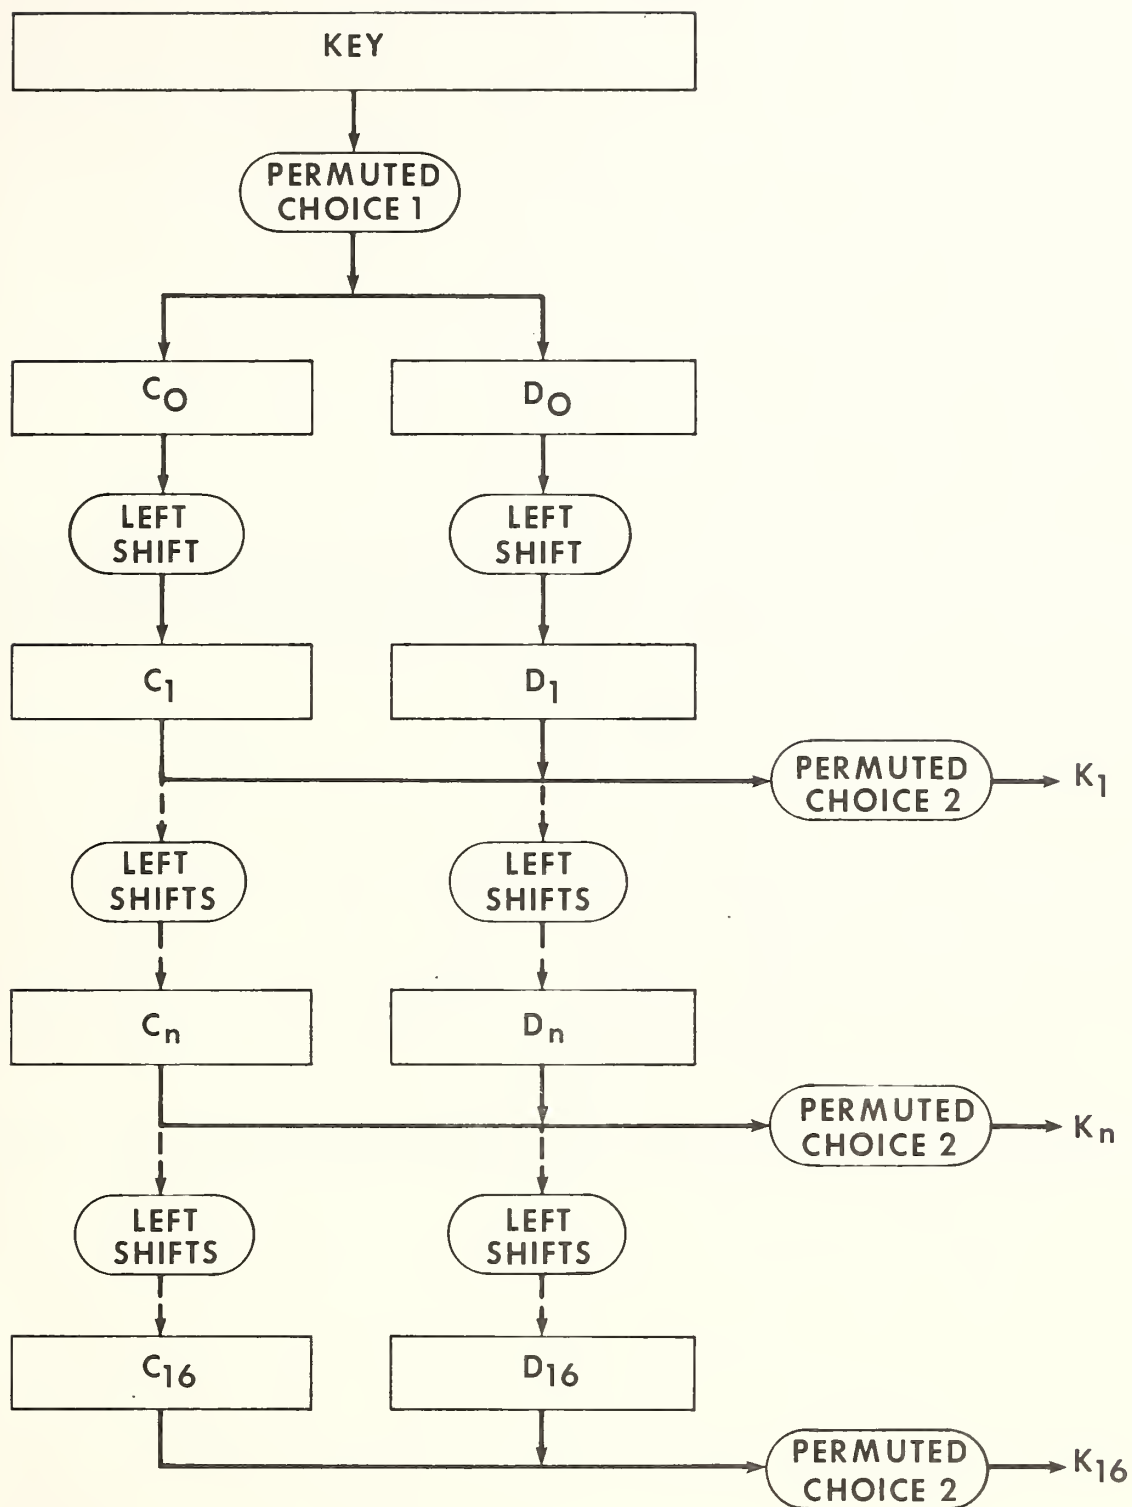 KEY
PERMUTED
CHOICE 1
C₀ D₀
LEFT
SHIFT
LEFT
SHIFT
C₁ D₁
PERMUTED
CHOICE 2
K₁
LEFT
SHIFTS
LEFT
SHIFTS
Cₙ Dₙ
PERMUTED
CHOICE 2
Kₙ
LEFT
SHIFTS
LEFT
SHIFTS
C₁₆ D₁₆
PERMUTED
CHOICE 2
K₁₆